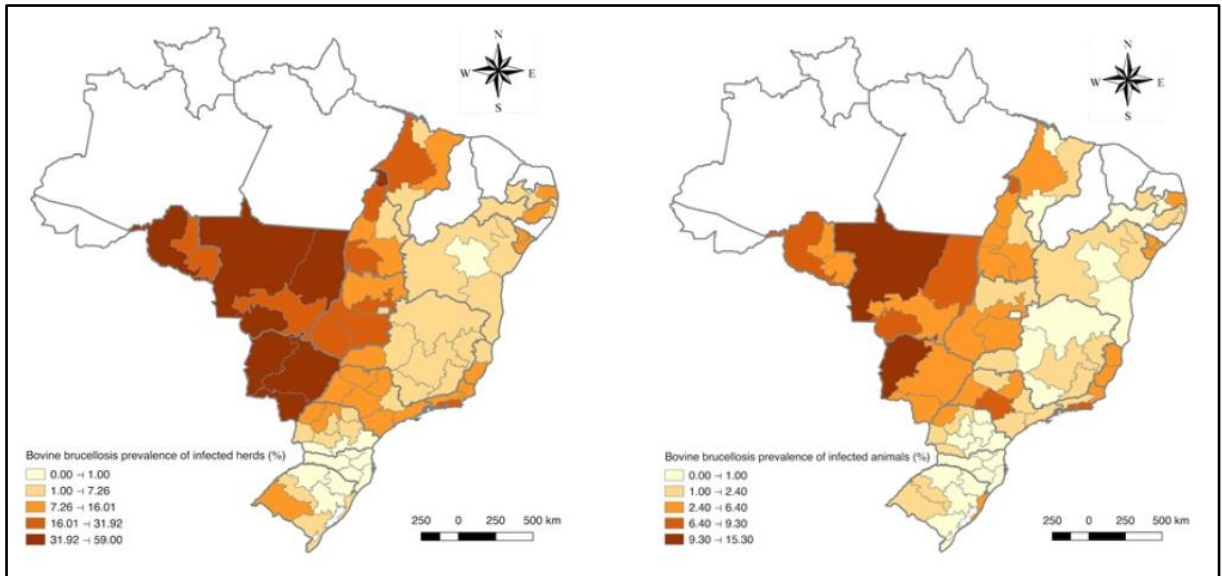 N
W E
S
Bovine brucellosis prevalence of infected herds (%)
0.00 ⊣ 1.00
1.00 ⊣ 7.26
7.26 ⊣ 16.01
16.01 ⊣ 31.92
31.92 ⊣ 59.00
250 0 250 500 km
N
W E
S
Bovine brucellosis prevalence of infected animals (%)
0.00 ⊣ 1.00
1.00 ⊣ 2.40
2.40 ⊣ 6.40
6.40 ⊣ 9.30
9.30 ⊣ 15.30
250 0 250 500 km